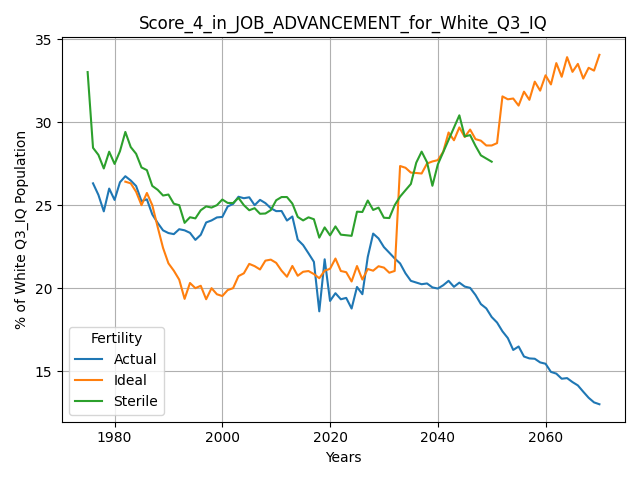 Score_4_in_JOB_ADVANCEMENT_for_White_Q3_IQ
% of White Q3_IQ Population
35
30
25
20
15
Fertility
Actual
Ideal
Sterile
1980
2000
2020
2040
2060
Years